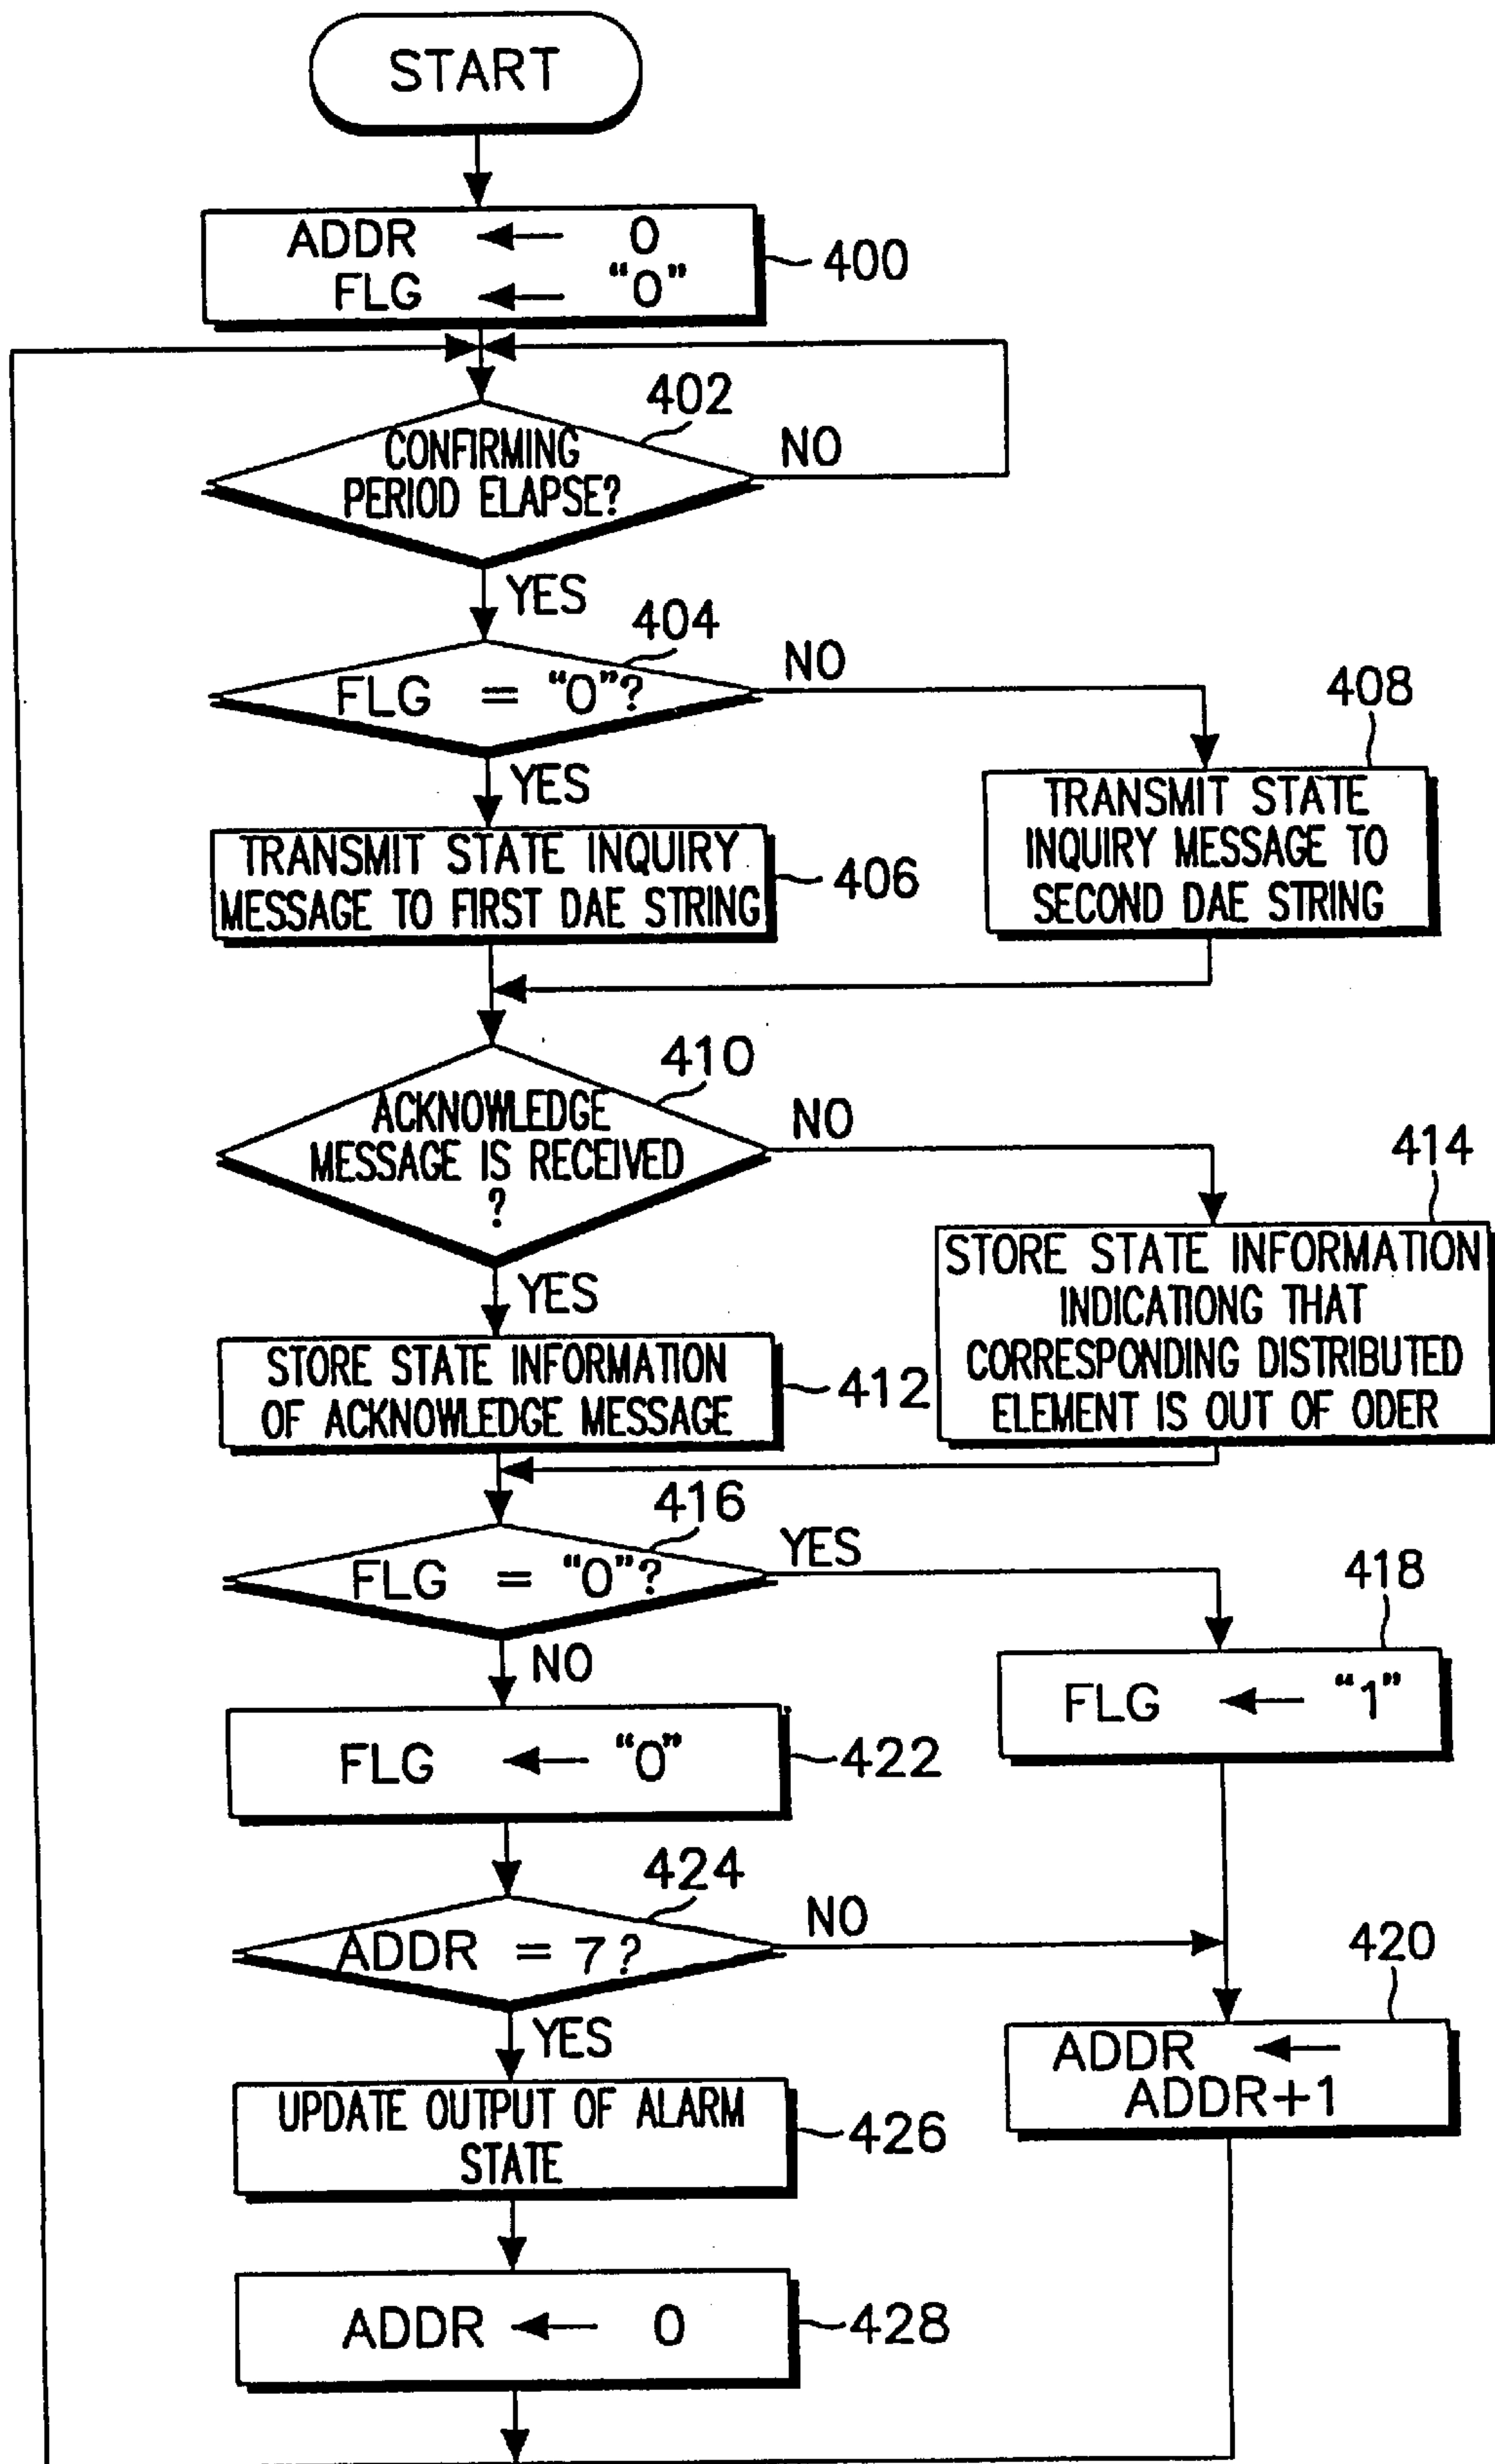 START
ADDR ← 0
FLG ← “0”
400
402
CONFIRMING
PERIOD ELAPSE?
NO
YES
404
FLG = “0”?
NO
YES
408
TRANSMIT STATE
INQUIRY MESSAGE TO
SECOND DAE STRING
TRANSMIT STATE INQUIRY
MESSAGE TO FIRST DAE STRING
406
410
ACKNOWLEDGE
MESSAGE IS RECEIVED
?
NO
YES
414
STORE STATE INFORMATION
INDICATIONG THAT
CORRESPONDING DISTRIBUTED
ELEMENT IS OUT OF ODER
STORE STATE INFORMATION
OF ACKNOWLEDGE MESSAGE
412
416
FLG = “0”?
YES
NO
418
FLG ← “1”
FLG ← “0”
422
424
ADDR = 7?
NO
YES
420
ADDR ←
ADDR+1
UPDATE OUTPUT OF ALARM
STATE
426
ADDR ← 0
428